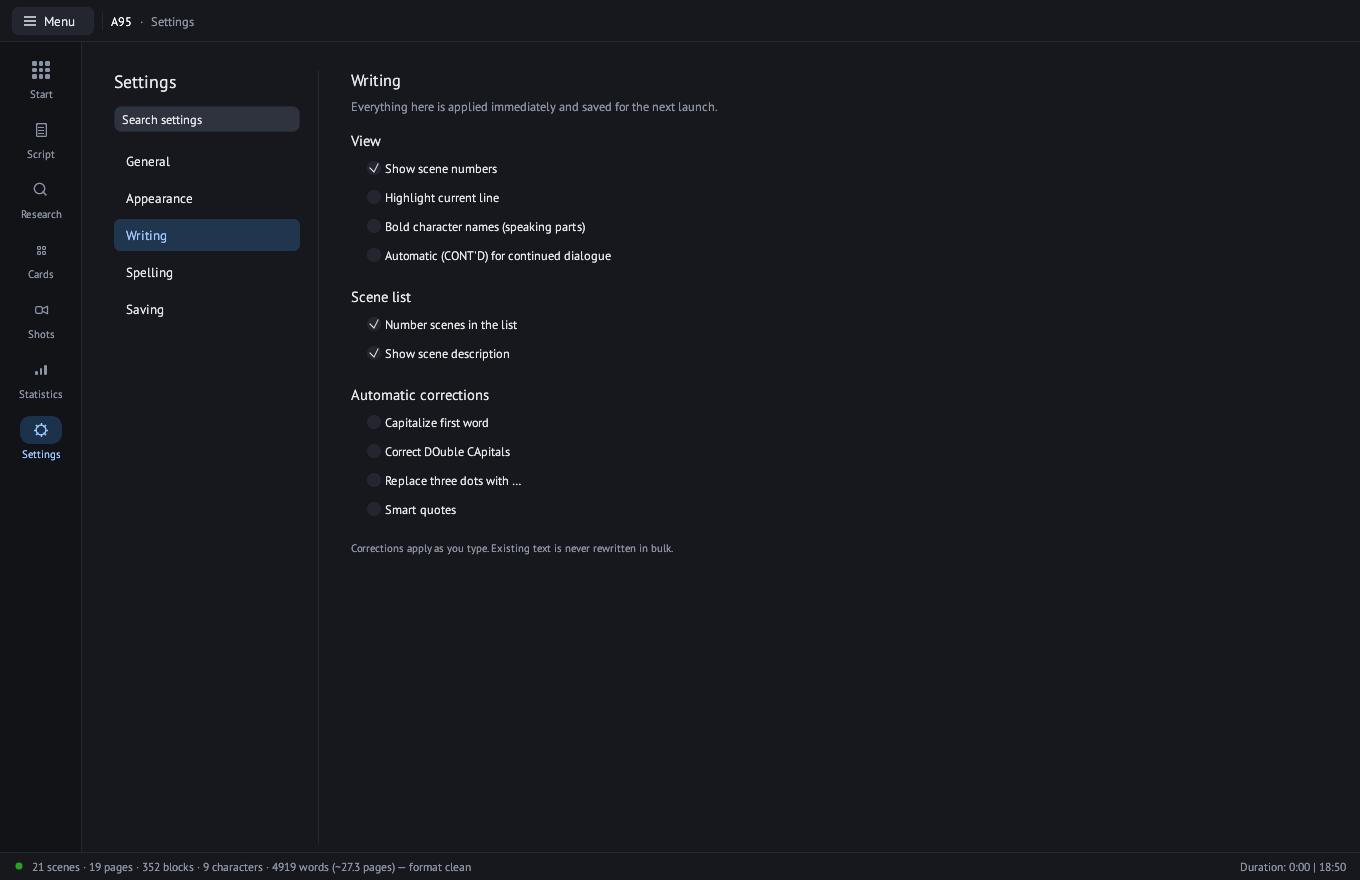 Menu
A95 · Settings
Start
Script
Research
Cards
Shots
Statistics
Settings
Settings
Search settings
General
Appearance
Writing
Spelling
Saving
Writing
Everything here is applied immediately and saved for the next launch.
View
Show scene numbers
Highlight current line
Bold character names (speaking parts)
Automatic (CONT'D) for continued dialogue
Scene list
Number scenes in the list
Show scene description
Automatic corrections
Capitalize first word
Correct DOuble CApitals
Replace three dots with …
Smart quotes
Corrections apply as you type. Existing text is never rewritten in bulk.
21 scenes · 19 pages · 352 blocks · 9 characters · 4919 words (~27.3 pages) — format clean
Duration: 0:00 | 18:50